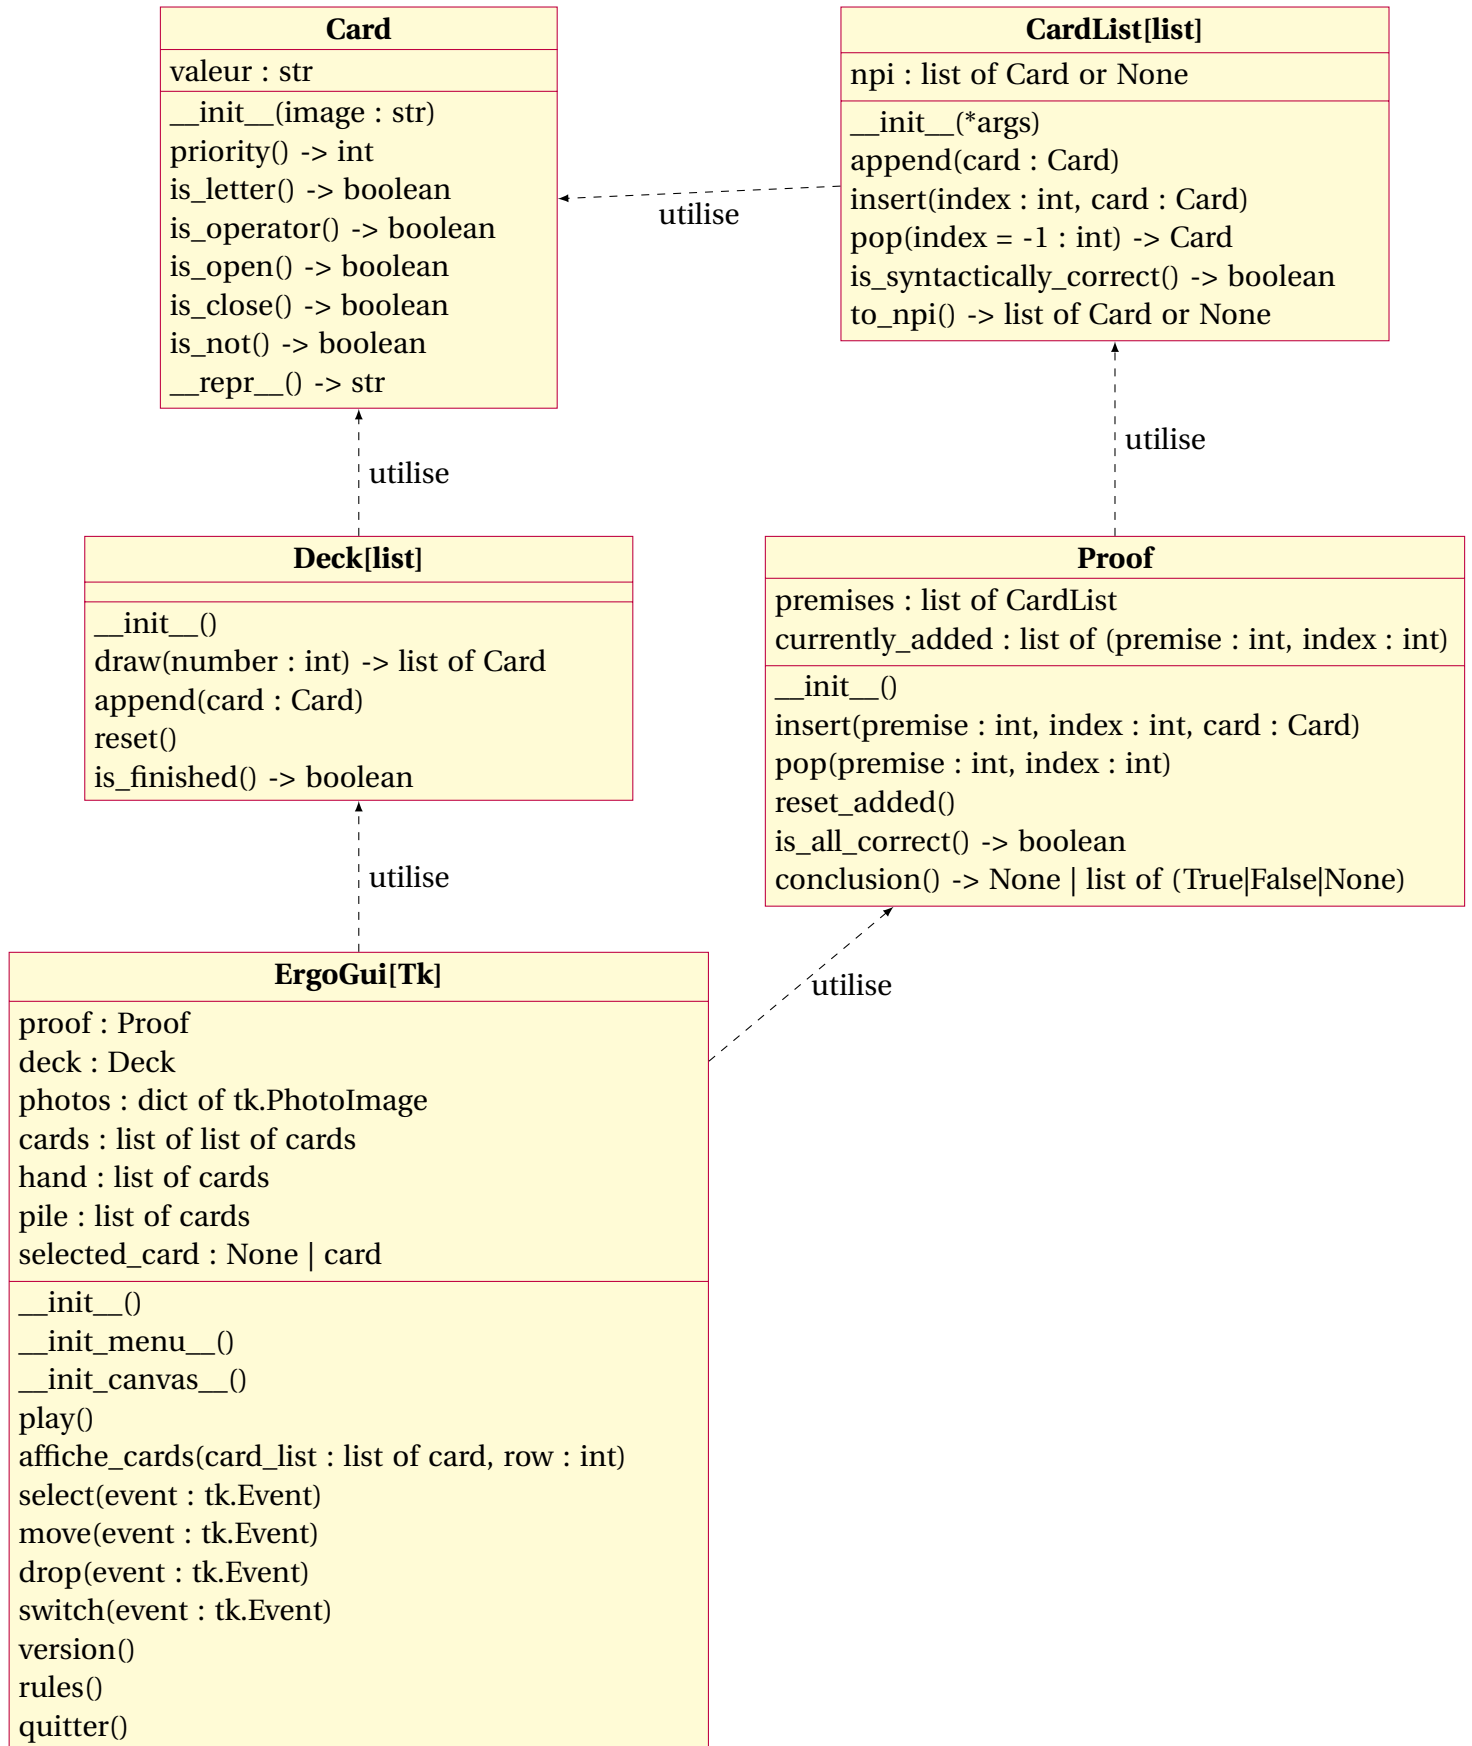 Card
valeur : str
__init__(image : str)
priority() -> int
is_letter() -> boolean
is_operator() -> boolean
is_open() -> boolean
is_close() -> boolean
is_not() -> boolean
__repr__() -> str
CardList[list]
npi : list of Card or None
__init__(*args)
append(card : Card)
insert(index : int, card : Card)
pop(index = -1 : int) -> Card
is_syntactically_correct() -> boolean
to_npi() -> list of Card or None
utilise
utilise
utilise
Deck[list]
__init__()
draw(number : int) -> list of Card
append(card : Card)
reset()
is_finished() -> boolean
Proof
premises : list of CardList
currently_added : list of (premise : int, index : int)
__init__()
insert(premise : int, index : int, card : Card)
pop(premise : int, index : int)
reset_added()
is_all_correct() -> boolean
conclusion() -> None | list of (True|False|None)
utilise
utilise
ErgoGui[Tk]
proof : Proof
deck : Deck
photos : dict of tk.PhotoImage
cards : list of list of cards
hand : list of cards
pile : list of cards
selected_card : None | card
__init__()
__init_menu__()
__init_canvas__()
play()
affiche_cards(card_list : list of card, row : int)
select(event : tk.Event)
move(event : tk.Event)
drop(event : tk.Event)
switch(event : tk.Event)
version()
rules()
quitter()